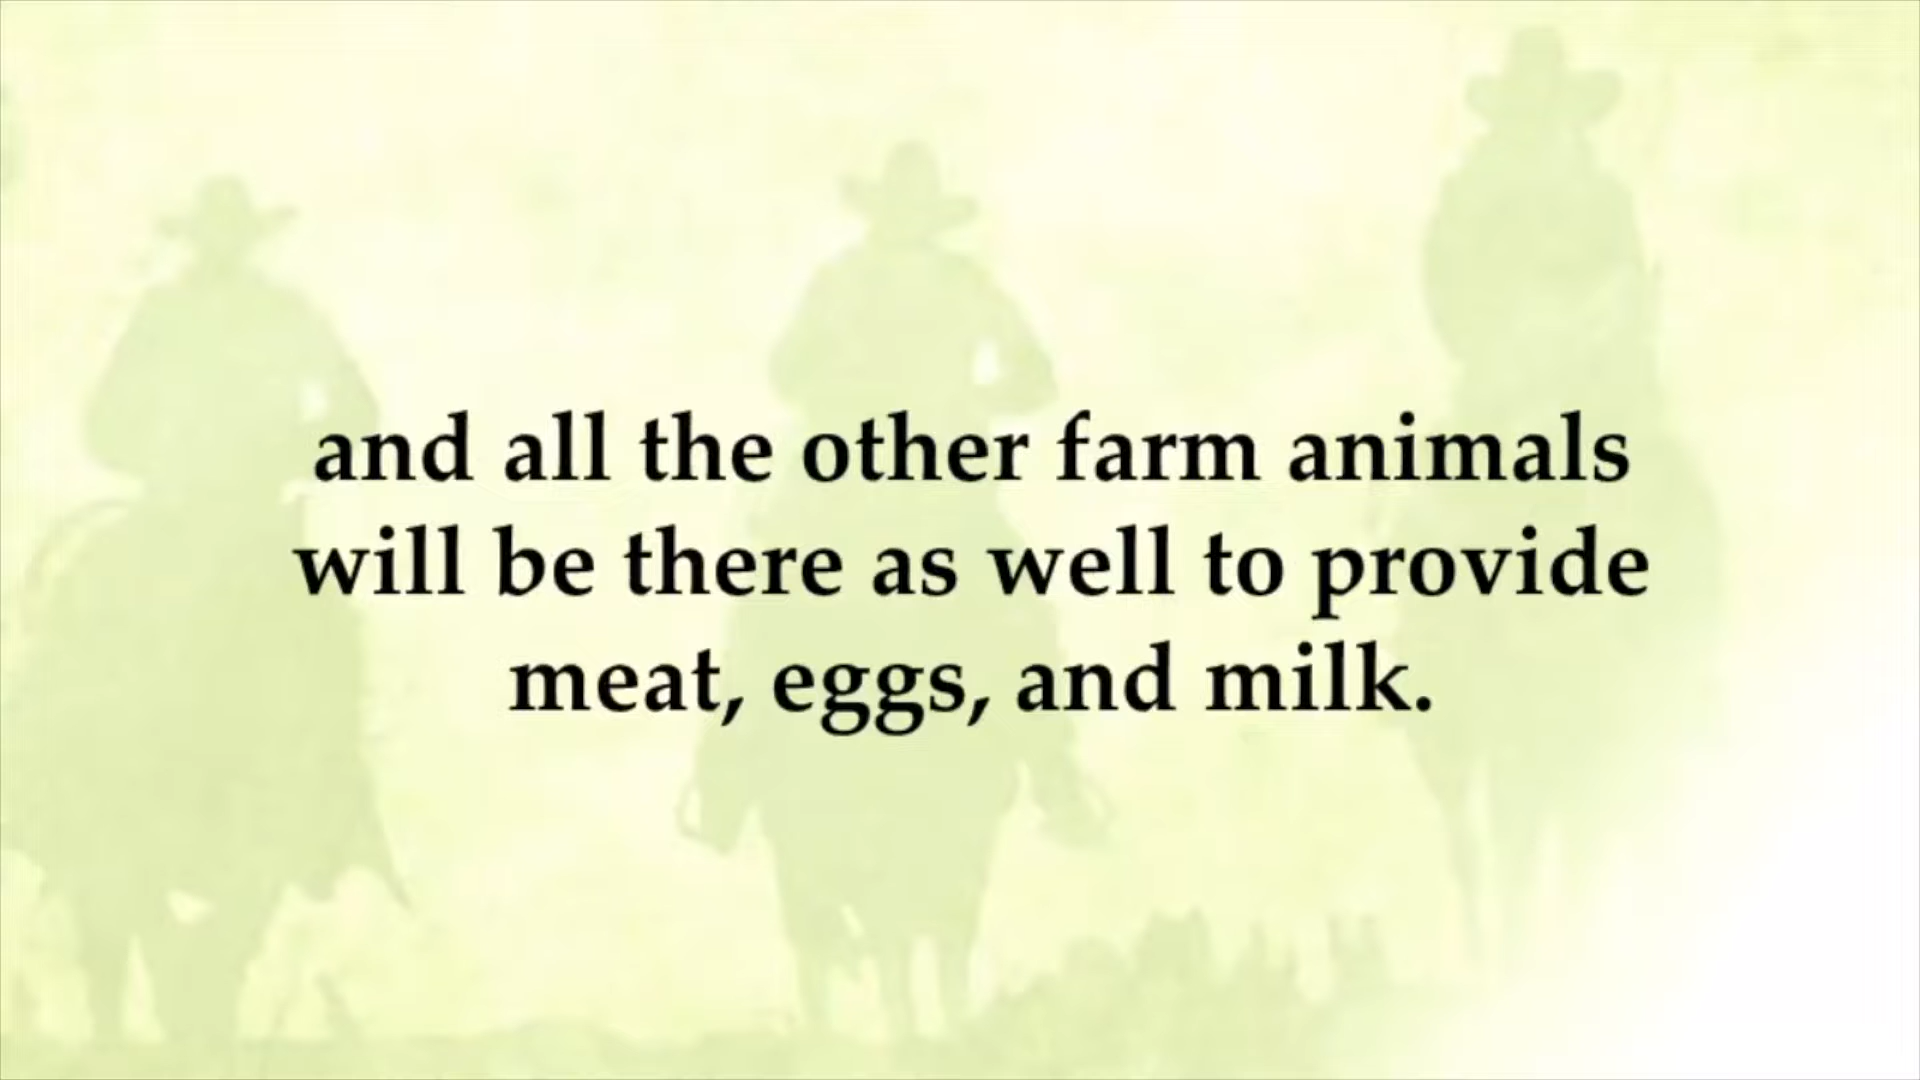 and all the other farm animals
will be there as well to provide
meat, eggs, and milk.